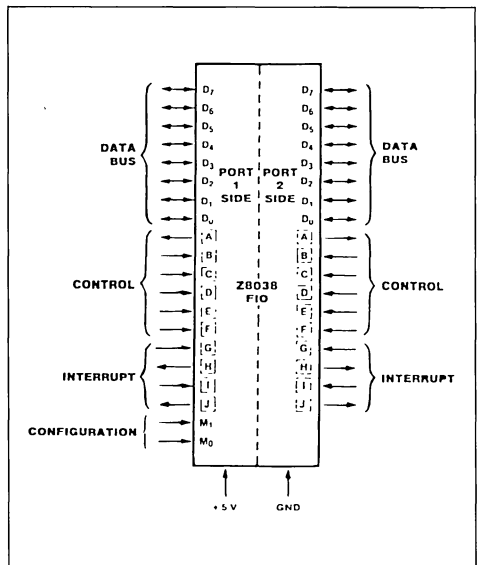 D7 D7
D6 D6
D5 D5
DATA BUS D4 D4 DATA BUS
D3 D3
PORT 1 SIDE PORT 2 SIDE
D2 D2
D1 D1
D0 D0
A A
B B
C C
CONTROL D D CONTROL
Z8038 FIO
E E
F F
G G
H H
INTERRUPT I I INTERRUPT
J J
CONFIGURATION M1
M0
+5 V GND